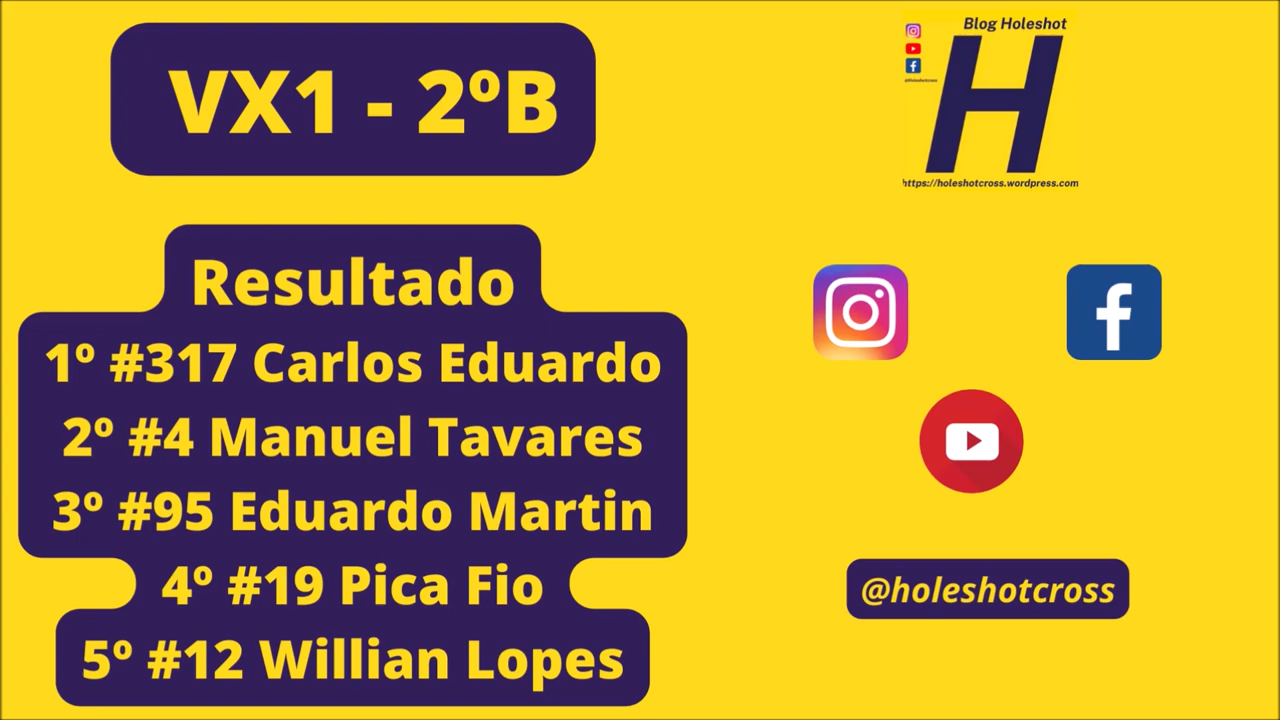 VX1 - 2ºB
Resultado
1º #317 Carlos Eduardo
2º #4 Manuel Tavares
3º #95 Eduardo Martin
4º #19 Pica Fio
5º #12 Willian Lopes
Blog Holeshot
@holeshotcross
H
https://holeshotcross.wordpress.com
@holeshotcross